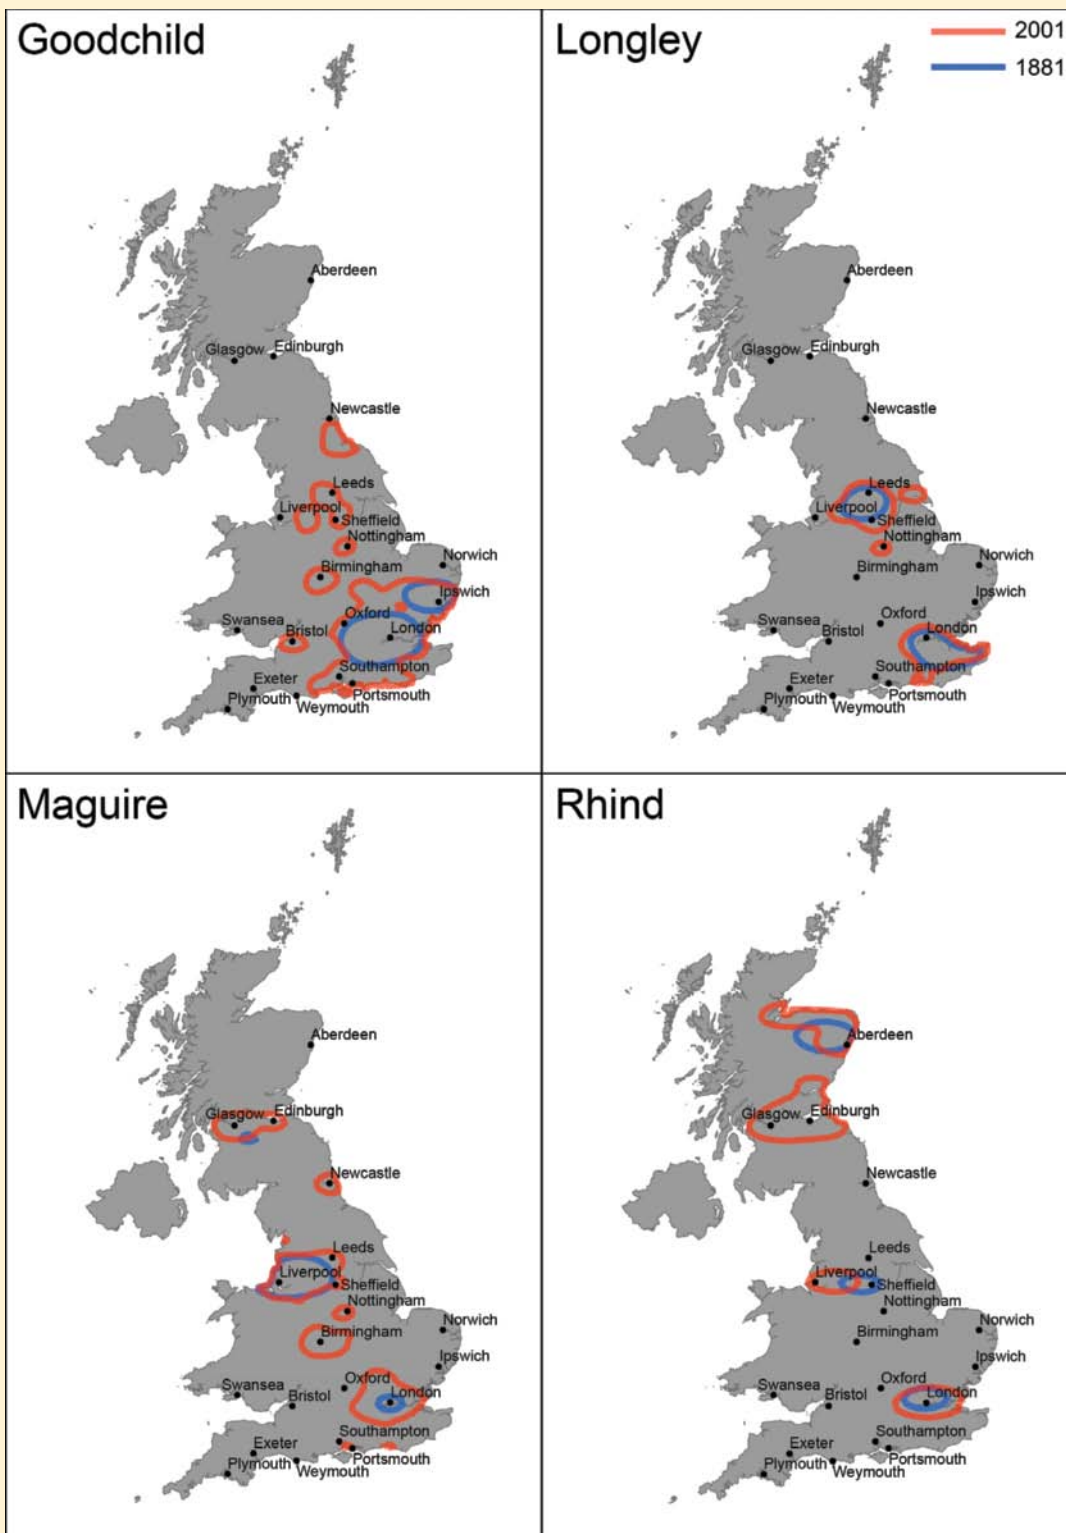 Goodchild
Aberdeen
Glasgow Edinburgh
Newcastle
Leeds
Liverpool
Sheffield
Nottingham
Norwich
Birmingham
Ipswich
Swansea
Oxford
Bristol
London
Southampton
Exeter
Portsmouth
Plymouth
Weymouth
Longley
2001
1881
Aberdeen
Glasgow Edinburgh
Newcastle
Leeds
Liverpool
Sheffield
Nottingham
Norwich
Birmingham
Ipswich
Swansea
Oxford
Bristol
London
Southampton
Exeter
Portsmouth
Plymouth
Weymouth
Maguire
Aberdeen
Glasgow Edinburgh
Newcastle
Leeds
Liverpool
Sheffield
Nottingham
Norwich
Birmingham
Ipswich
Swansea
Oxford
Bristol
London
Southampton
Exeter
Portsmouth
Plymouth
Weymouth
Rhind
Aberdeen
Glasgow Edinburgh
Newcastle
Leeds
Liverpool
Sheffield
Nottingham
Norwich
Birmingham
Ipswich
Swansea
Oxford
Bristol
London
Southampton
Exeter
Portsmouth
Plymouth
Weymouth